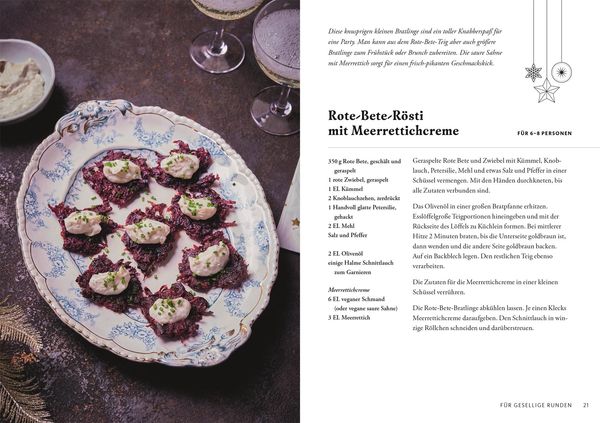 Diese knusprigen kleinen Bratlinge sind ein toller Knabberspaß für
eine Party. Man kann aus dem Rote-Bete-Teig aber auch größere
Bratlinge zum Frühstück oder Brunch zubereiten. Die saure Sahne
mit Meerrettich sorgt für einen frisch-pikanten Geschmackskick.
Rote-Bete-Rösti
mit Meerrettichcreme
FÜR 6–8 PERSONEN
350 g Rote Bete, geschält und
geraspelt
1 rote Zwiebel, geraspelt
1 EL Kümmel
2 Knoblauchzehen, zerdrückt
1 Handvoll glatte Petersilie,
gehackt
2 EL Mehl
Salz und Pfeffer
2 EL Olivenöl
einige Halme Schnittlauch
zum Garnieren
Meerrettichcreme
6 EL veganer Schmand
(oder vegane saure Sahne)
3 EL Meerrettich
Geraspelte Rote Bete und Zwiebel mit Kümmel, Knob-
lauch, Petersilie, Mehl und etwas Salz und Pfeffer in einer
Schüssel vermengen. Mit den Händen durchkneten, bis
alle Zutaten verbunden sind.
Das Olivenöl in einer großen Bratpfanne erhitzen.
Esslöffelgroße Teigportionen hineingeben und mit der
Rückseite des Löffels zu Küchlein formen. Bei mittlerer
Hitze 2 Minuten braten, bis die Unterseite goldbraun ist,
dann wenden und die andere Seite goldbraun backen.
Auf ein Backblech legen. Den restlichen Teig ebenso
verarbeiten.
Die Zutaten für die Meerrettichcreme in einer kleinen
Schüssel verrühren.
Die Rote-Bete-Bratlinge abkühlen lassen. Je einen Klecks
Meerrettichcreme daraufgeben. Den Schnittlauch in win-
zige Röllchen schneiden und darüberstreuen.
FÜR GESELLIGE RUNDEN 21